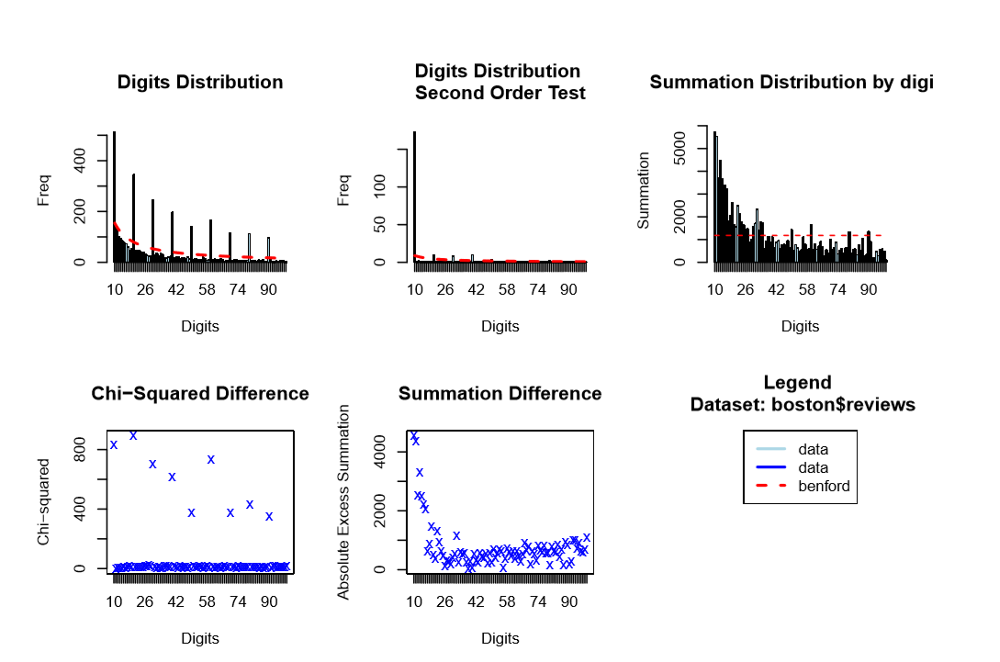 Digits Distribution
Freq
400
200
0
10 26 42 58 74 90
Digits
Digits Distribution
Second Order Test
Freq
100
50
0
10 26 42 58 74 90
Digits
Summation Distribution by digi
Summation
5000
2000
0
10 26 42 58 74 90
Digits
Chi−Squared Difference
Chi−squared
800
400
0
10 26 42 58 74 90
Digits
Summation Difference
Absolute Excess Summation
4000
2000
0
10 26 42 58 74 90
Digits
Legend
Dataset: boston$reviews
data
data
benford